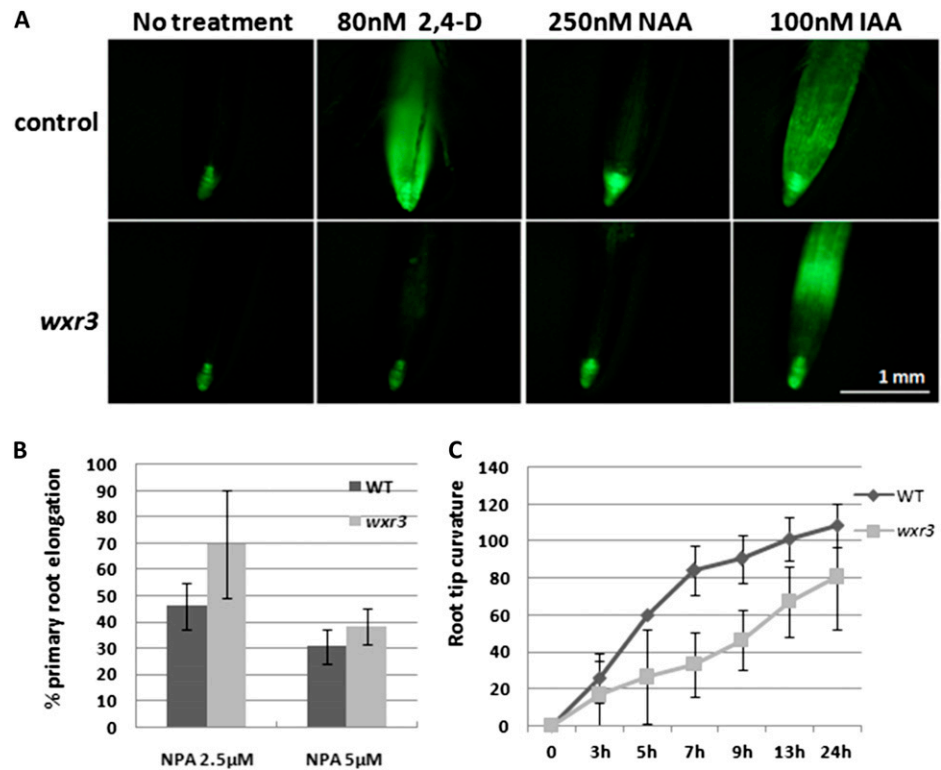 A
No treatment 80nM 2,4-D 250nM NAA 100nM IAA
control
wxr3
1 mm
B
% primary root elongation
100
90
80
70
60
50
40
30
20
10
0
WT
wxr3
NPA 2.5µM NPA 5µM
C
Root tip curvature
140
120
100
80
60
40
20
0
WT
wxr3
0 3h 5h 7h 9h 13h 24h